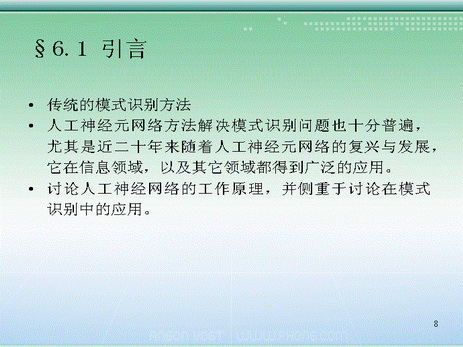 §6.1 引言
• 传统的模式识别方法
• 人工神经元网络方法解决模式识别问题也十分普遍，
尤其是近二十年来随着人工神经元网络的复兴与发展，
它在信息领域，以及其它领域都得到广泛的应用。
• 讨论人工神经网络的工作原理，并侧重于讨论在模式
识别中的应用。
8